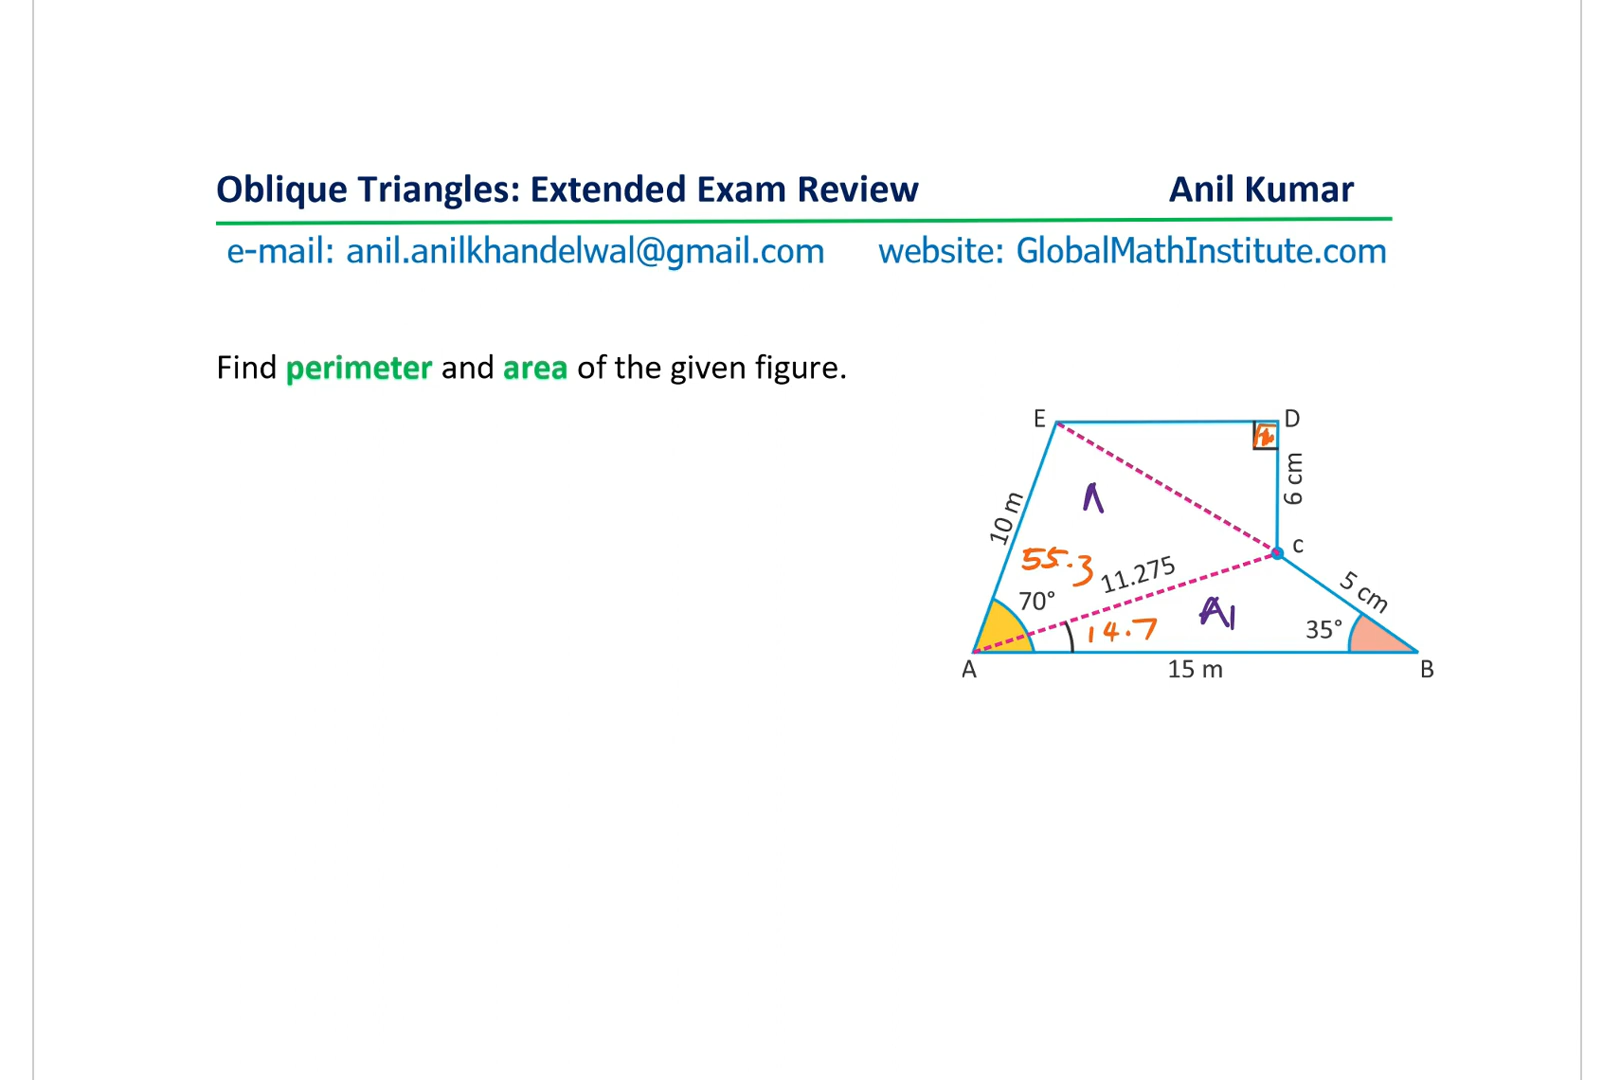 Oblique Triangles: Extended Exam Review Anil Kumar
e-mail: anil.anilkhandelwal@gmail.com website: GlobalMathInstitute.com
Find perimeter and area of the given figure.
E D
6 cm
10 m
C
55.3
11.275
5 cm
70°
A1
14.7
35°
A 15 m B